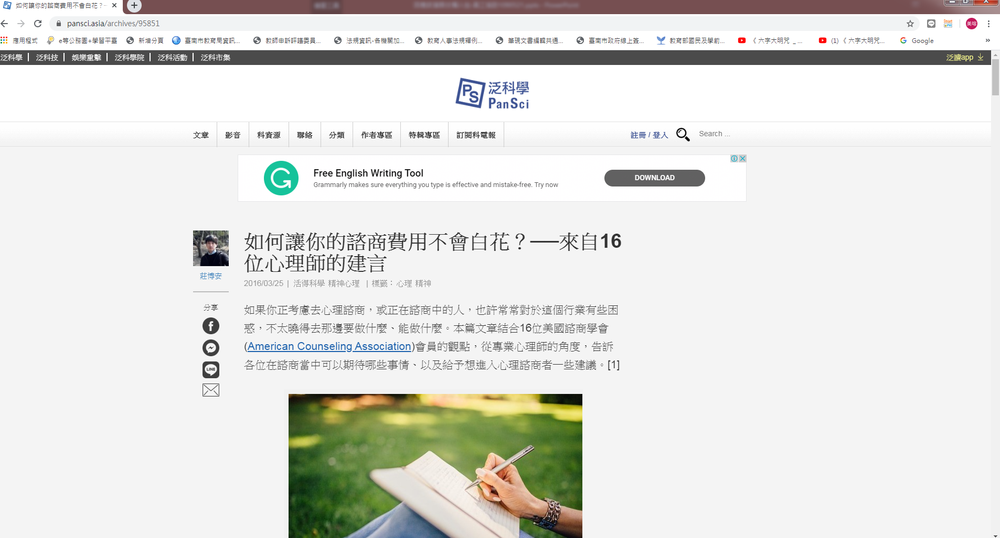 如何讓你的諮商費用不會白花？-
pansci.asia/archives/95851
美瑢
應用程式 e等公務園+學習平臺 新增分頁 臺南市教育局資訊... 教師申訴評議委員... 法規資訊-各機關加... 教育人事法規釋例... 筆硯文書編輯共通... 臺南市政府線上簽... 教育部國民及學前... 《 六字大明咒 _ ... (1) 《 六字大明咒... Google »
泛科學 | 泛科技 | 娛樂重擊 | 泛科學院 | 泛科活動 | 泛科市集 泛讀app
PS 泛科學
PanSci
文章 影音 科資源 聯絡 分類 作者專區 特輯專區 訂閱科電報 註冊 / 登入 Search ...
Free English Writing Tool
Grammarly makes sure everything you type is effective and mistake-free. Try now
DOWNLOAD
如何讓你的諮商費用不會白花？──來自16
位心理師的建言
莊博安
2016/03/25 | 活得科學 精神心理 | 標籤：心理 精神
分享
LINE
如果你正考慮去心理諮商，或正在諮商中的人，也許常常對於這個行業有些困
惑，不太曉得去那邊要做什麼、能做什麼。本篇文章結合16位美國諮商學會
(American Counseling Association)會員的觀點，從專業心理師的角度，告訴
各位在諮商當中可以期待哪些事情、以及給予想進入心理諮商者一些建議。[1]